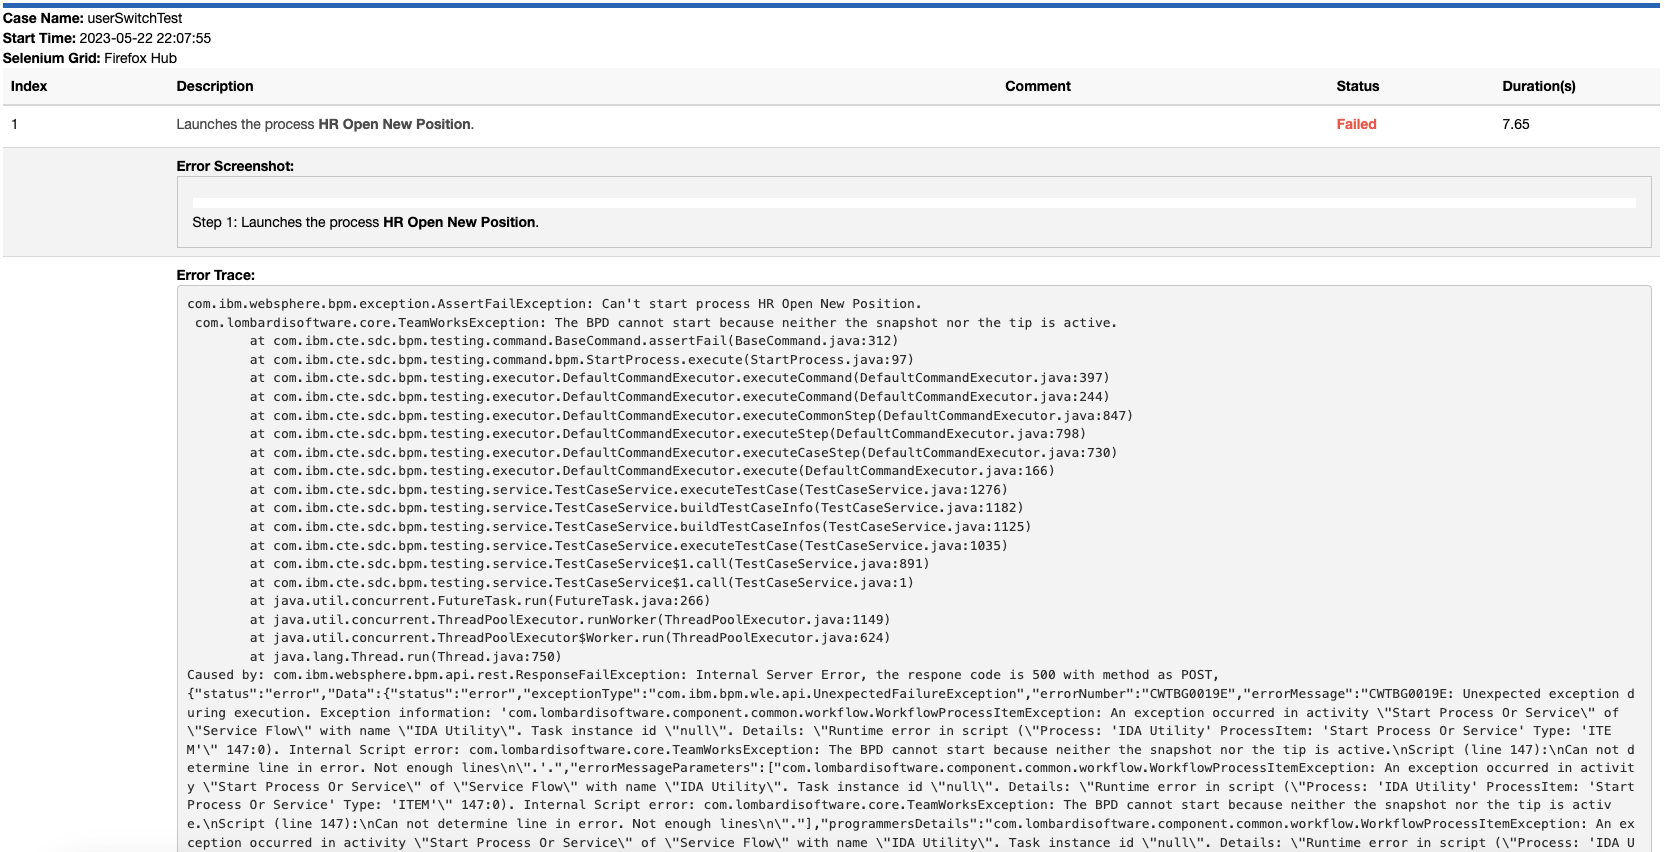 Case Name: userSwitchTest
Start Time: 2023-05-22 22:07:55
Selenium Grid: Firefox Hub
Index Description Comment Status Duration(s)
1 Launches the process HR Open New Position. Failed 7.65
Error Screenshot:
Step 1: Launches the process HR Open New Position.
Error Trace:
com.ibm.websphere.bpm.exception.AssertFailException: Can't start process HR Open New Position.
com.lombardisoftware.core.TeamWorksException: The BPD cannot start because neither the snapshot nor the tip is active.
at com.ibm.cte.sdc.bpm.testing.command.BaseCommand.assertFail(BaseCommand.java:312)
at com.ibm.cte.sdc.bpm.testing.command.bpm.StartProcess.execute(StartProcess.java:97)
at com.ibm.cte.sdc.bpm.testing.executor.DefaultCommandExecutor.executeCommand(DefaultCommandExecutor.java:397)
at com.ibm.cte.sdc.bpm.testing.executor.DefaultCommandExecutor.executeCommand(DefaultCommandExecutor.java:244)
at com.ibm.cte.sdc.bpm.testing.executor.DefaultCommandExecutor.executeCommonStep(DefaultCommandExecutor.java:847)
at com.ibm.cte.sdc.bpm.testing.executor.DefaultCommandExecutor.executeStep(DefaultCommandExecutor.java:798)
at com.ibm.cte.sdc.bpm.testing.executor.DefaultCommandExecutor.executeCaseStep(DefaultCommandExecutor.java:730)
at com.ibm.cte.sdc.bpm.testing.executor.DefaultCommandExecutor.execute(DefaultCommandExecutor.java:166)
at com.ibm.cte.sdc.bpm.testing.service.TestCaseService.executeTestCase(TestCaseService.java:1276)
at com.ibm.cte.sdc.bpm.testing.service.TestCaseService.buildTestCaseInfo(TestCaseService.java:1182)
at com.ibm.cte.sdc.bpm.testing.service.TestCaseService.buildTestCaseInfos(TestCaseService.java:1125)
at com.ibm.cte.sdc.bpm.testing.service.TestCaseService.executeTestCase(TestCaseService.java:1035)
at com.ibm.cte.sdc.bpm.testing.service.TestCaseService$1.call(TestCaseService.java:891)
at com.ibm.cte.sdc.bpm.testing.service.TestCaseService$1.call(TestCaseService.java:1)
at java.util.concurrent.FutureTask.run(FutureTask.java:266)
at java.util.concurrent.ThreadPoolExecutor.runWorker(ThreadPoolExecutor.java:1149)
at java.util.concurrent.ThreadPoolExecutor$Worker.run(ThreadPoolExecutor.java:624)
at java.lang.Thread.run(Thread.java:750)
Caused by: com.ibm.websphere.bpm.api.rest.ResponseFailException: Internal Server Error, the respone code is 500 with method as POST,
{"status":"error","Data":{"status":"error","exceptionType":"com.ibm.bpm.wle.api.UnexpectedFailureException","errorNumber":"CWTBG0019E","errorMessage":"CWTBG0019E: Unexpected exception d
uring execution. Exception information: 'com.lombardisoftware.component.common.workflow.WorkflowProcessItemException: An exception occurred in activity \"Start Process Or Service\" of
\"Service Flow\" with name \"IDA Utility\". Task instance id \"null\". Details: \"Runtime error in script (\"Process: 'IDA Utility' ProcessItem: 'Start Process Or Service' Type: 'ITE
M'\" 147:0). Internal Script error: com.lombardisoftware.core.TeamWorksException: The BPD cannot start because neither the snapshot nor the tip is active.\nScript (line 147):\nCan not d
etermine line in error. Not enough lines\n\".'.","errorMessageParameters":["com.lombardisoftware.component.common.workflow.WorkflowProcessItemException: An exception occurred in activit
y \"Start Process Or Service\" of \"Service Flow\" with name \"IDA Utility\". Task instance id \"null\". Details: \"Runtime error in script (\"Process: 'IDA Utility' ProcessItem: 'Start
Process Or Service' Type: 'ITEM'\" 147:0). Internal Script error: com.lombardisoftware.core.TeamWorksException: The BPD cannot start because neither the snapshot nor the tip is activ
e.\nScript (line 147):\nCan not determine line in error. Not enough lines\n\"."],"programmersDetails":"com.lombardisoftware.component.common.workflow.WorkflowProcessItemException: An ex
ception occurred in activity \"Start Process Or Service\" of \"Service Flow\" with name \"IDA Utility\". Task instance id \"null\". Details: \"Runtime error in script (\"Process: 'IDA U